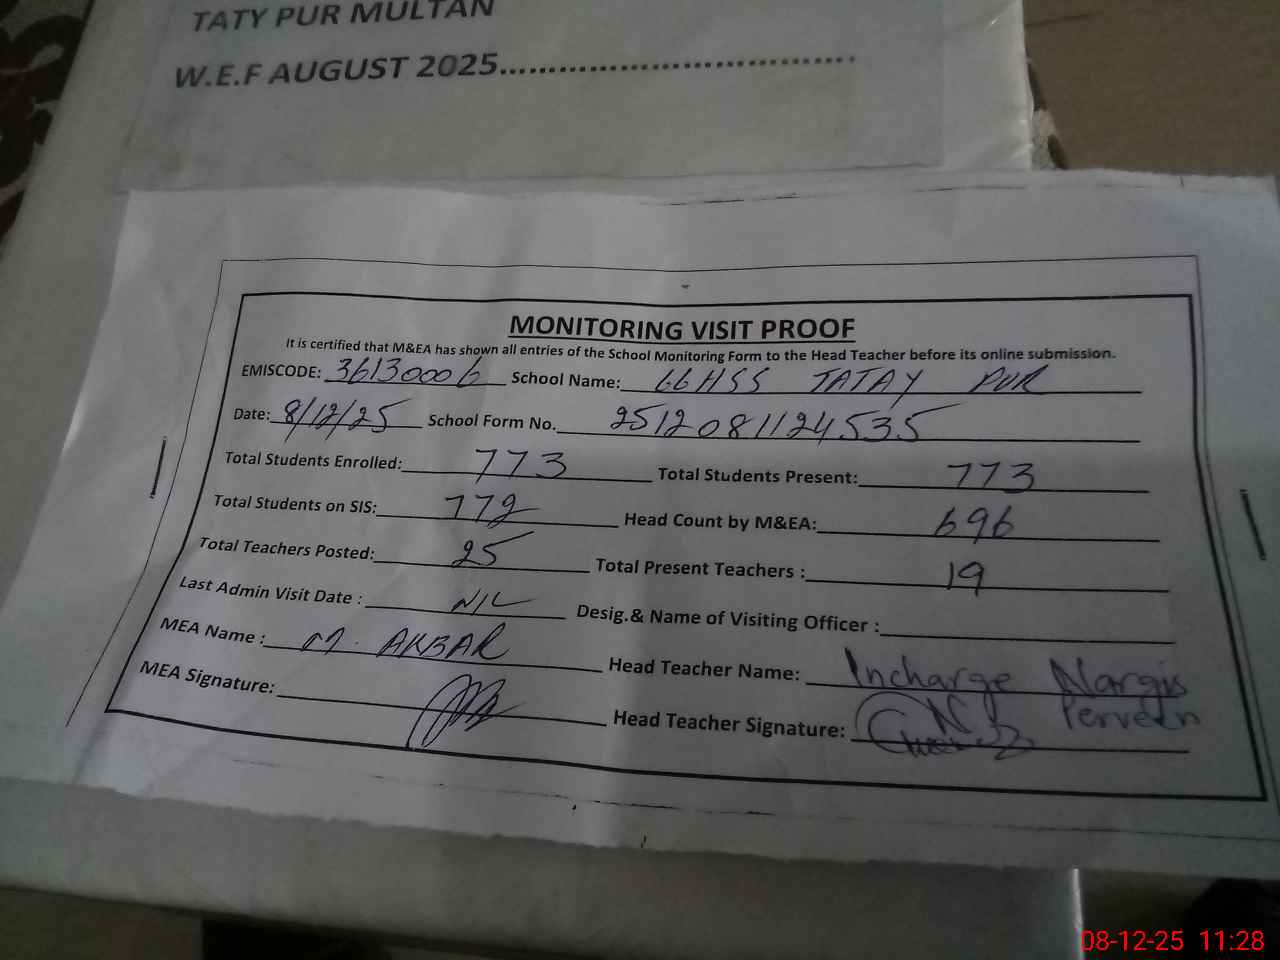 TATY PUR MULTAN
W.E.F AUGUST 2025......................................
MONITORING VISIT PROOF
It is certified that M&EA has shown all entries of the School Monitoring Form to the Head Teacher before its online submission.
EMISCODE: 36130006 School Name: GGHSS TATAY PUR
Date: 8/12/25 School Form No. 2512081124535
Total Students Enrolled: 773 Total Students Present: 773
Total Students on SIS: 772 Head Count by M&EA: 696
Total Teachers Posted: 25 Total Present Teachers : 19
Last Admin Visit Date : NIL Desig.& Name of Visiting Officer :
MEA Name : M. AKBAR Head Teacher Name: Incharge Nargis Perveen
MEA Signature: Head Teacher Signature:
08-12-25 11:28